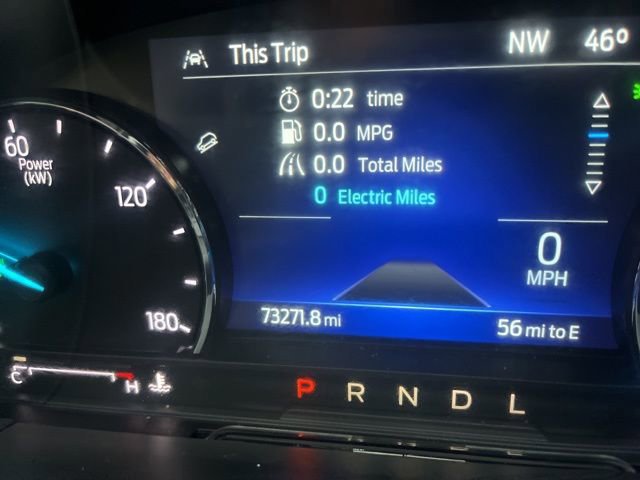 This Trip
NW 46°
0:22 time
0.0 MPG
0.0 Total Miles
0 Electric Miles
60
Power
(kW)
120
180
0
MPH
73271.8 mi
56 mi to E
C H
P R N D L